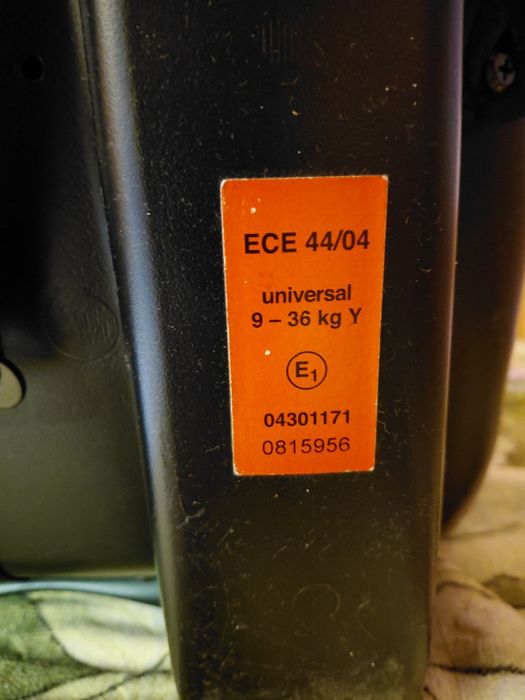 ECE 44/04
universal
9 – 36 kg Y
E1
04301171
0815956